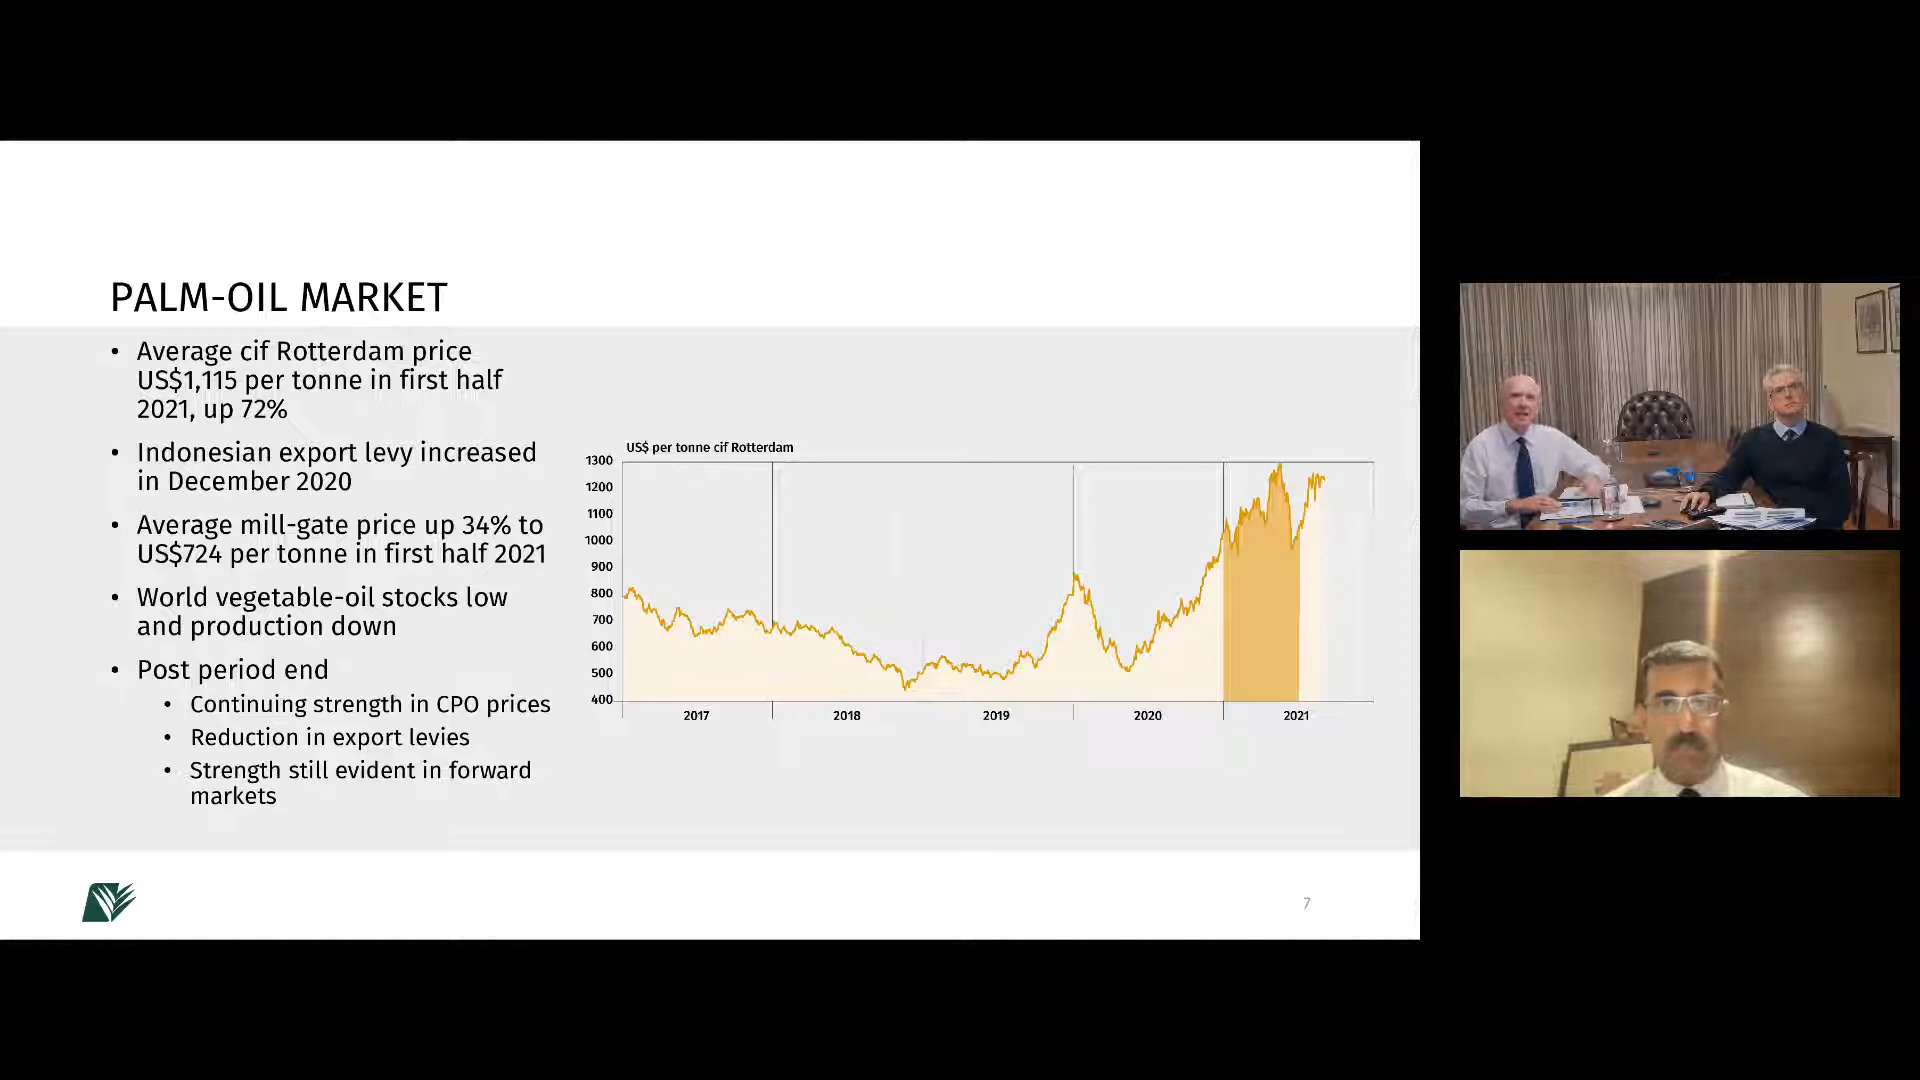 PALM-OIL MARKET
• Average cif Rotterdam price
US$1,115 per tonne in first half
2021, up 72%
• Indonesian export levy increased
in December 2020
• Average mill-gate price up 34% to
US$724 per tonne in first half 2021
• World vegetable-oil stocks low
and production down
• Post period end
• Continuing strength in CPO prices
• Reduction in export levies
• Strength still evident in forward
markets
US$ per tonne cif Rotterdam
1300
1200
1100
1000
900
800
700
600
500
400
2017 2018 2019 2020 2021
7